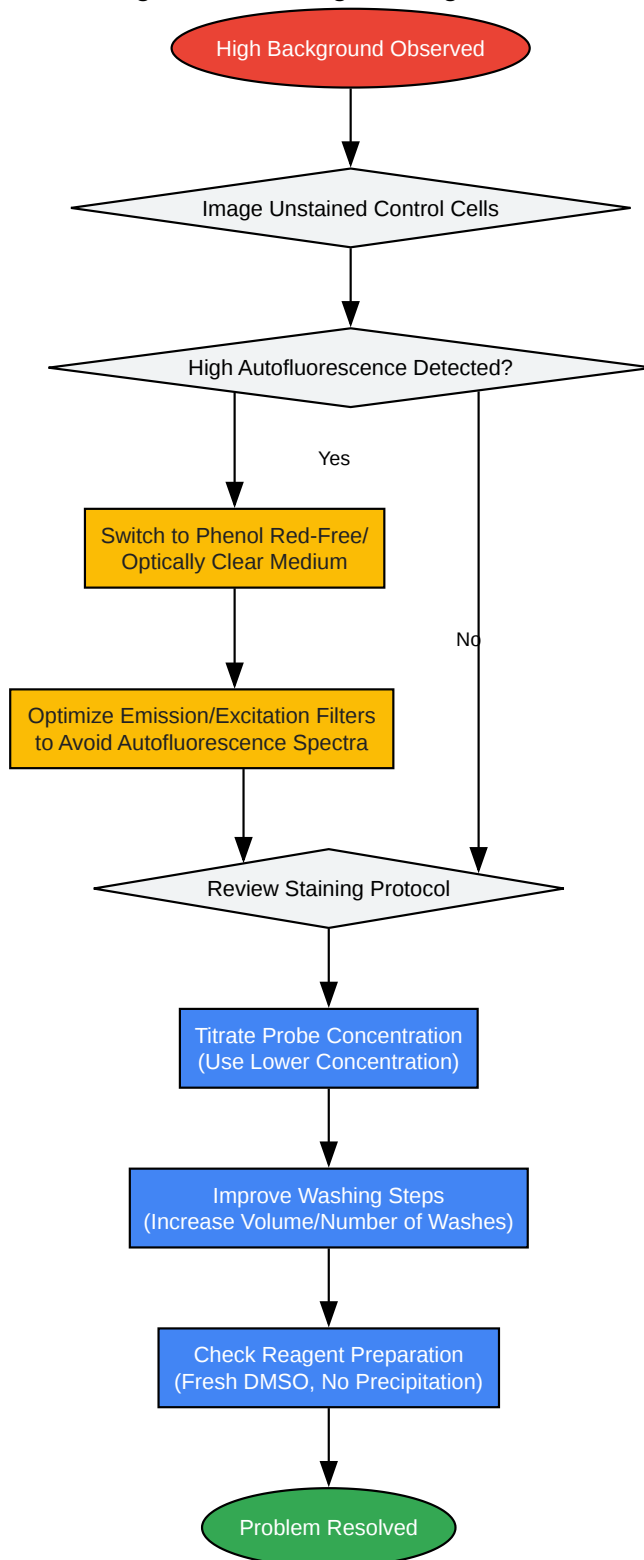 High Background Observed
Image Unstained Control Cells
High Autofluorescence Detected?
Yes
Switch to Phenol Red-Free/
Optically Clear Medium
No
Optimize Emission/Excitation Filters
to Avoid Autofluorescence Spectra
Review Staining Protocol
Titrate Probe Concentration
(Use Lower Concentration)
Improve Washing Steps
(Increase Volume/Number of Washes)
Check Reagent Preparation
(Fresh DMSO, No Precipitation)
Problem Resolved